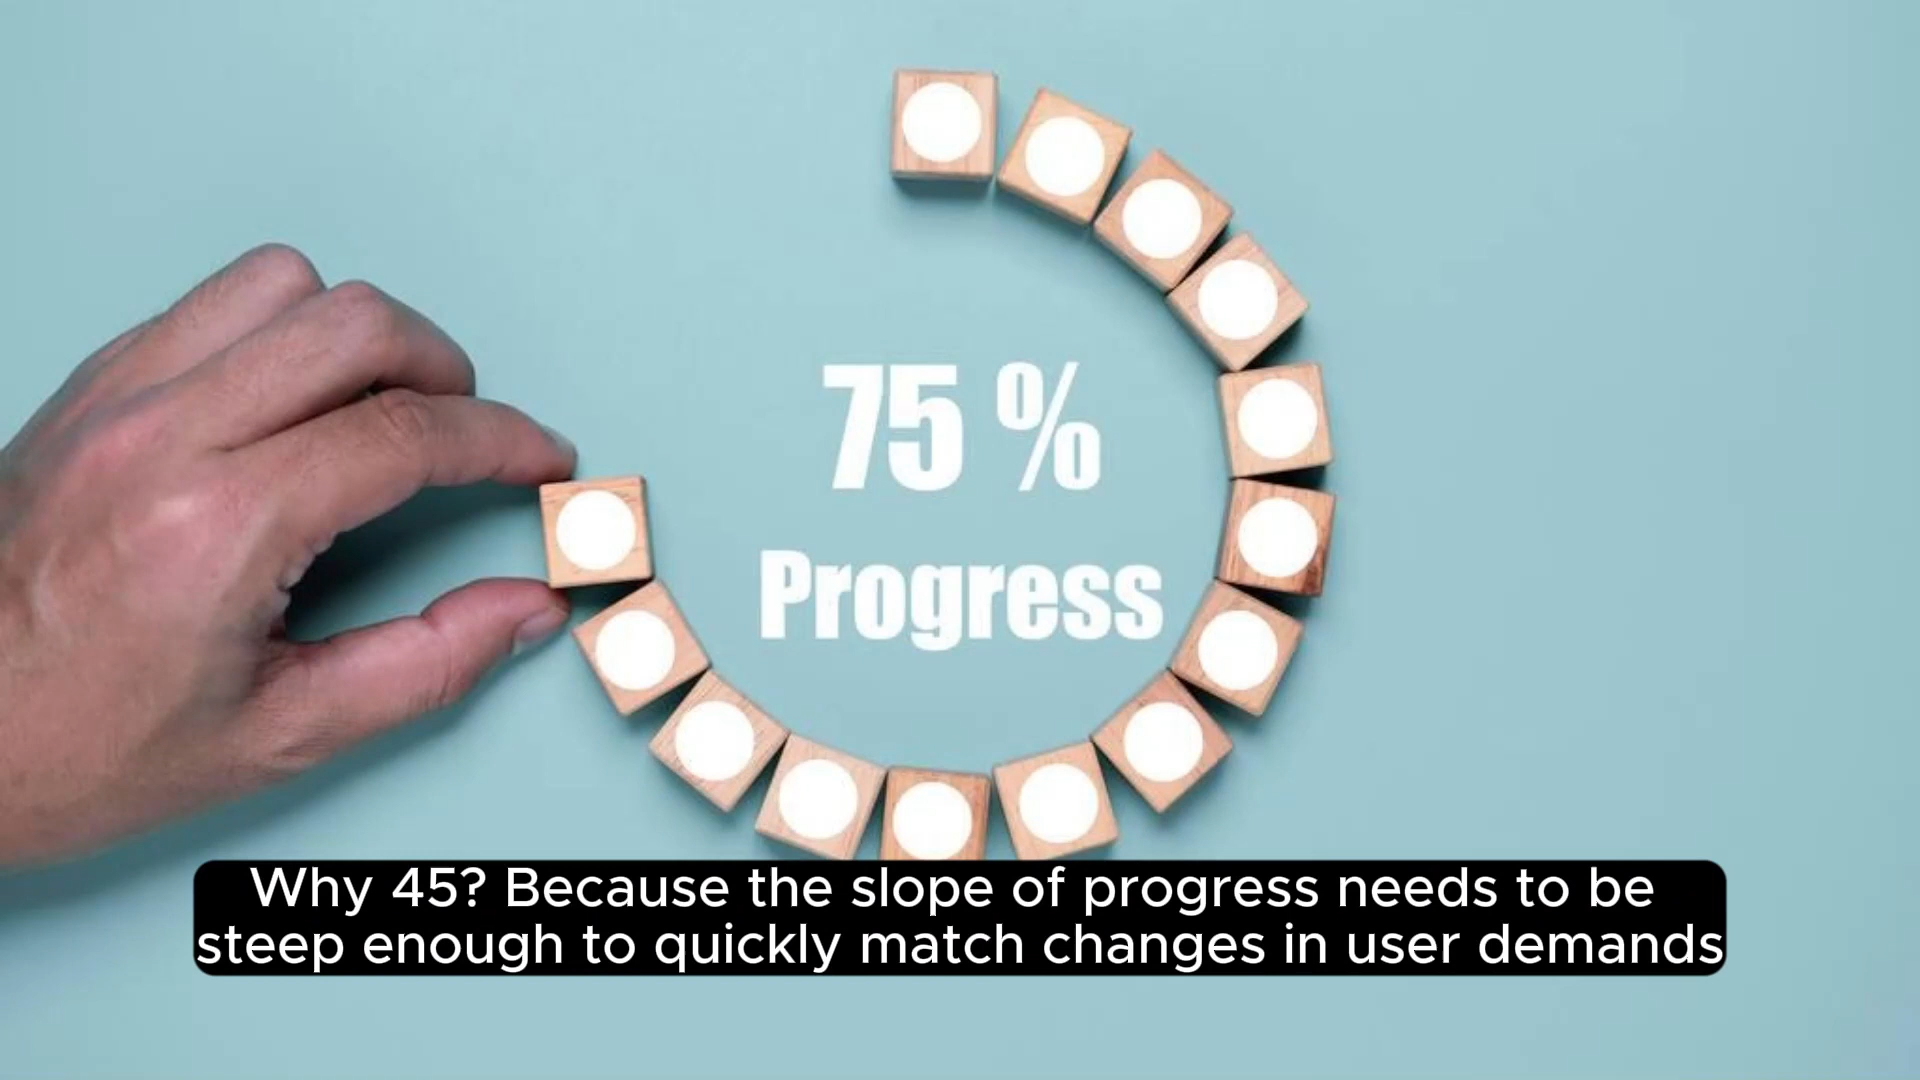 75 %
Progress
Why 45? Because the slope of progress needs to be
steep enough to quickly match changes in user demands